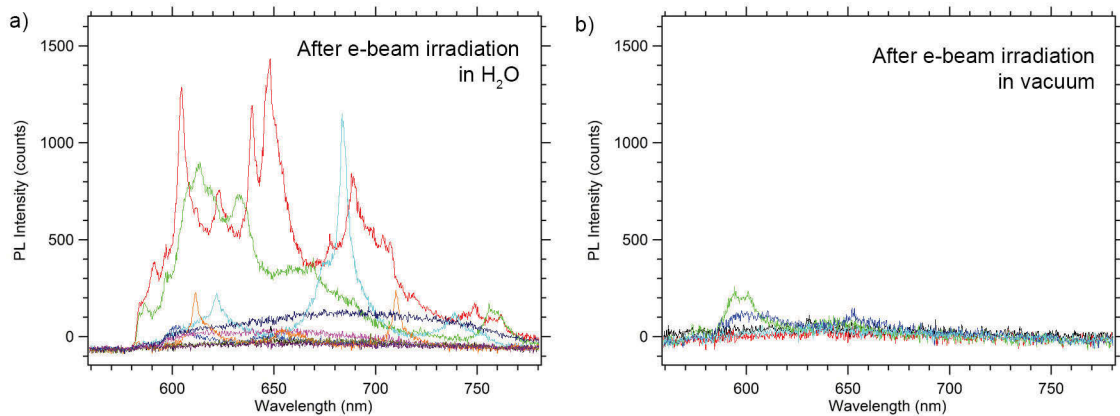 a)
After e-beam irradiation
in H₂O
1500
1000
500
0
PL Intensity (counts)
600
650
700
750
Wavelength (nm)
b)
After e-beam irradiation
in vacuum
1500
1000
500
0
PL Intensity (counts)
600
650
700
750
Wavelength (nm)